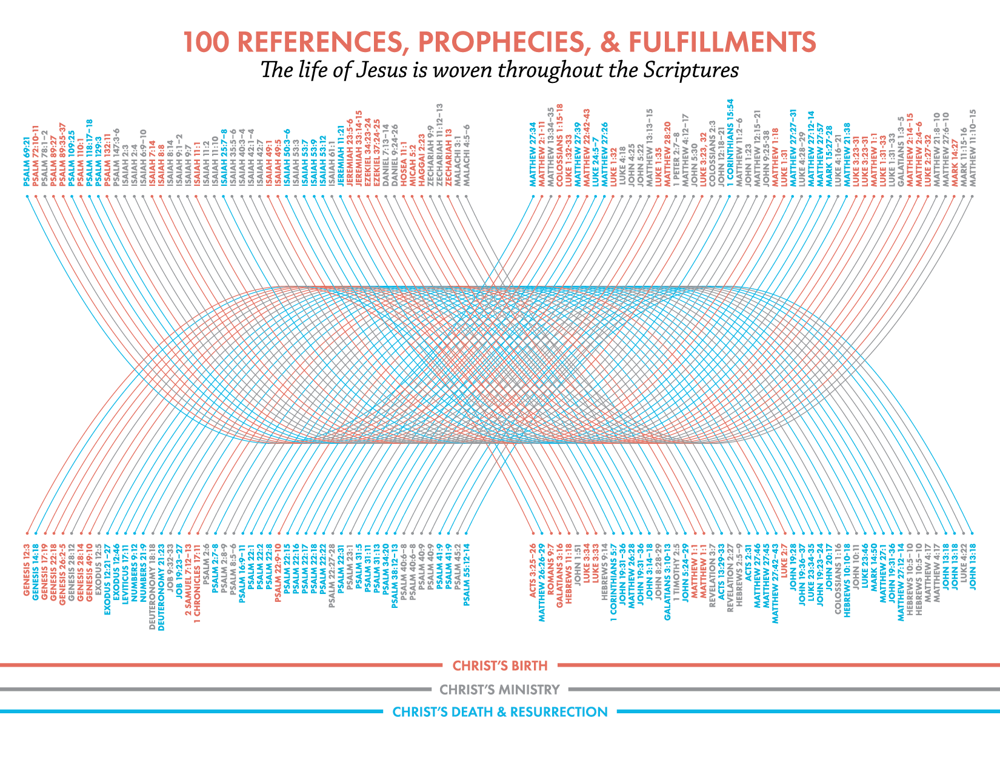 100 REFERENCES, PROPHECIES, & FULFILLMENTS
The life of Jesus is woven throughout the Scriptures
PSALM 69:21
PSALM 72:10-11
PSALM 78:1–2
PSALM 89:27
PSALM 89:35-37
PSALM 109:25
PSALM 110:1
PSALM 118:17–18
PSALM 129:3
PSALM 132:11
PSALM 147:3-6
ISAIAH 2:3
ISAIAH 2:4
ISAIAH 6:9–10
ISAIAH 7:14
ISAIAH 8:8
ISAIAH 8:14
ISAIAH 9:1–2
ISAIAH 9:7
ISAIAH 11:1
ISAIAH 11:2
ISAIAH 11:10
ISAIAH 25:7–8
ISAIAH 35:5–6
ISAIAH 40:3–4
ISAIAH 42:1–4
ISAIAH 42:7
ISAIAH 49:1
ISAIAH 49:5
ISAIAH 50:3–6
ISAIAH 53:3
ISAIAH 53:7
ISAIAH 53:9
ISAIAH 53:12
ISAIAH 61:1
JEREMIAH 11:21
JEREMIAH 23:5-6
JEREMIAH 33:14-15
EZEKIEL 34:23-24
EZEKIEL 37:24-25
DANIEL 7:13–14
DANIEL 9:24-26
HOSEA 11:1
MICAH 5:2
HAGGAI 2:23
ZECHARIAH 9:9
ZECHARIAH 11:12–13
ZECHARIAH 13
MALACHI 3:1
MALACHI 4:5–6
MATTHEW 27:34
MATTHEW 2:1-11
MATTHEW 13:34–35
COLOSSIANS 1:15-18
LUKE 1:32-33
MATTHEW 27:39
MATTHEW 22:42-43
LUKE 24:5–7
MATTHEW 27:26
LUKE 1:32
LUKE 4:18
JOHN 4:25
JOHN 5:22
MATTHEW 13:13–15
LUKE 1:35
MATTHEW 28:20
1 PETER 2:7–8
MATTHEW 4:12–17
JOHN 5:30
LUKE 3:23, 32
COLOSSIANS 2:3
JOHN 12:18–21
1 CORINTHIANS 15:54
MATTHEW 11:2–6
JOHN 1:23
MATTHEW 12:15–21
JOHN 9:25-38
MATTHEW 1:18
LUKE 1:31
MATTHEW 27:27–31
LUKE 4:28–29
MATTHEW 27:12-14
MATTHEW 27:57
MARK 15:27–28
LUKE 4:16–21
MATTHEW 21:38
LUKE 3:23-31
LUKE 3:23-31
MATTHEW 1:1
LUKE 1:31-33
LUKE 1:31–33
GALATIANS 1:3–5
MATTHEW 2:14-15
MATTHEW 2:4–6
LUKE 2:27-32
MATTHEW 21:8–10
MATTHEW 27:6–10
MARK 14:27
MARK 11:15-16
MATTHEW 11:10–15
GENESIS 12:3
GENESIS 14:18
GENESIS 17:19
GENESIS 22:18
GENESIS 26:2-5
GENESIS 28:12
GENESIS 28:14
GENESIS 49:10
EXODUS 12:5
EXODUS 12:21–27
EXODUS 12:46
LEVITICUS 17:11
NUMBERS 9:12
NUMBERS 21:9
DEUTERONOMY 18:18
DEUTERONOMY 21:23
JOB 9:32-33
JOB 19:23–27
2 SAMUEL 7:12–13
1 CHRONICLES 17:11
PSALM 2:6
PSALM 2:7-8
PSALM 2:8-9
PSALM 8:5–6
PSALM 16:9–11
PSALM 22:1
PSALM 22:2
PSALM 22:8
PSALM 22:9-10
PSALM 22:15
PSALM 22:16
PSALM 22:17
PSALM 22:18
PSALM 22:22
PSALM 22:27-28
PSALM 22:31
PSALM 23:1
PSALM 31:5
PSALM 31:11
PSALM 31:13
PSALM 34:20
PSALM 38:12–13
PSALM 40:6–8
PSALM 40:6–8
PSALM 40:9
PSALM 40:9
PSALM 41:9
PSALM 41:9
PSALM 45:2
PSALM 55:12-14
ACTS 3:25–26
MATTHEW 26:26-29
ROMANS 9:7
GALATIANS 3:16
HEBREWS 11:18
JOHN 1:51
LUKE 3:34
LUKE 3:33
HEBREWS 9:14
1 CORINTHIANS 5:7
JOHN 19:31–36
MATTHEW 26:28
JOHN 19:31–36
JOHN 3:14–18
JOHN 8:28-29
GALATIANS 3:10-13
1 TIMOTHY 2:5
JOHN 5:24–29
MATTHEW 1:1
MATTHEW 1:1
REVELATION 3:7
ACTS 13:29-33
REVELATION 2:27
HEBREWS 2:5–9
ACTS 2:31
MATTHEW 27:46
MATTHEW 27:45
MATTHEW 27:42–43
LUKE 2:7
JOHN 19:28
JOHN 19:36–37
LUKE 23:34–35
JOHN 19:23–24
JOHN 20:17
COLOSSIANS 1:16
HEBREWS 10:10-18
JOHN 10:11
LUKE 23:46
MARK 14:50
MATTHEW 27:1
JOHN 19:31–36
MATTHEW 27:12–14
HEBREWS 10:5–10
HEBREWS 10:5–10
MATTHEW 4:17
MATTHEW 4:17
JOHN 13:18
JOHN 13:18
LUKE 4:22
JOHN 13:18
CHRIST'S BIRTH
CHRIST'S MINISTRY
CHRIST'S DEATH & RESURRECTION